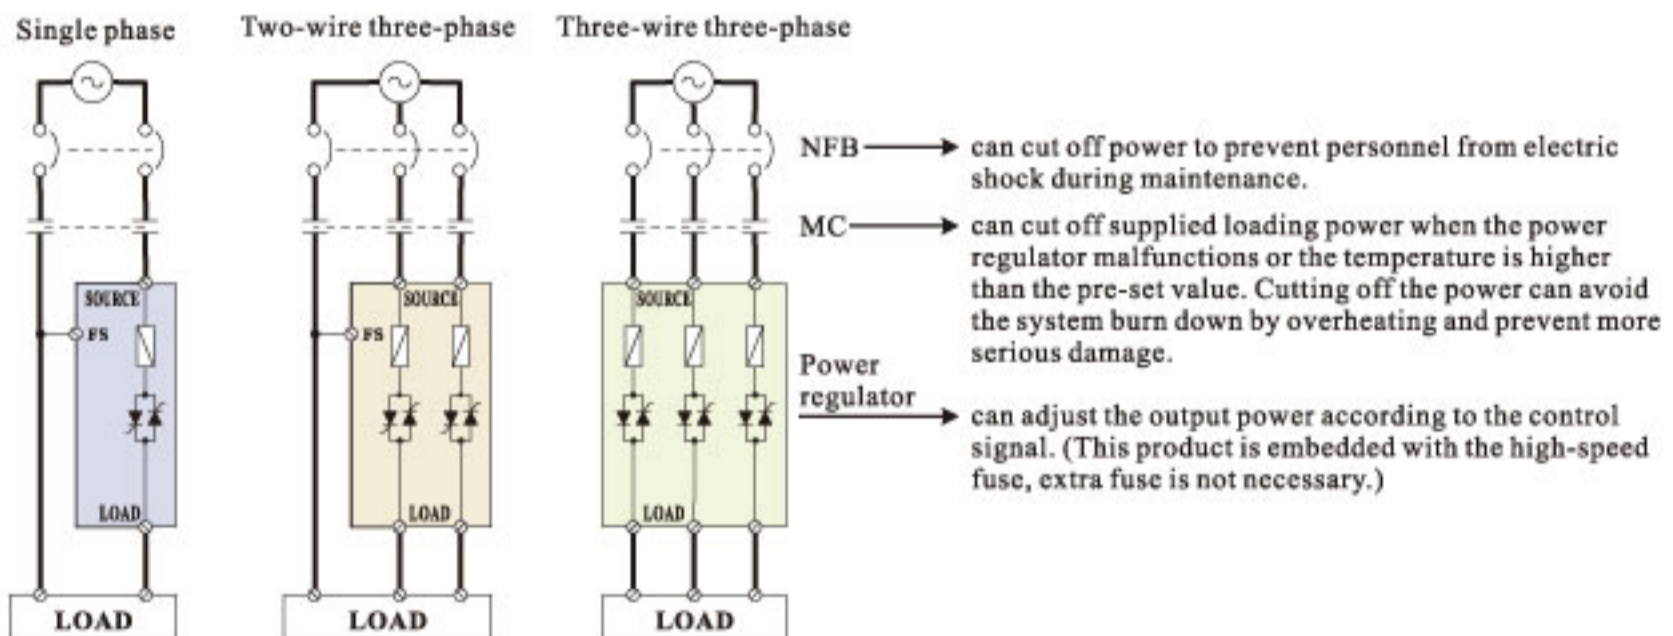 Single phase
Two-wire three-phase
Three-wire three-phase
NFB
can cut off power to prevent personnel from electric
shock during maintenance.
MC
can cut off supplied loading power when the power
regulator malfunctions or the temperature is higher
than the pre-set value. Cutting off the power can avoid
the system burn down by overheating and prevent more
serious damage.
Power
regulator
can adjust the output power according to the control
signal. (This product is embedded with the high-speed
fuse, extra fuse is not necessary.)
SOURCE
FS
LOAD
LOAD
SOURCE
FS
LOAD
LOAD
SOURCE
LOAD
LOAD